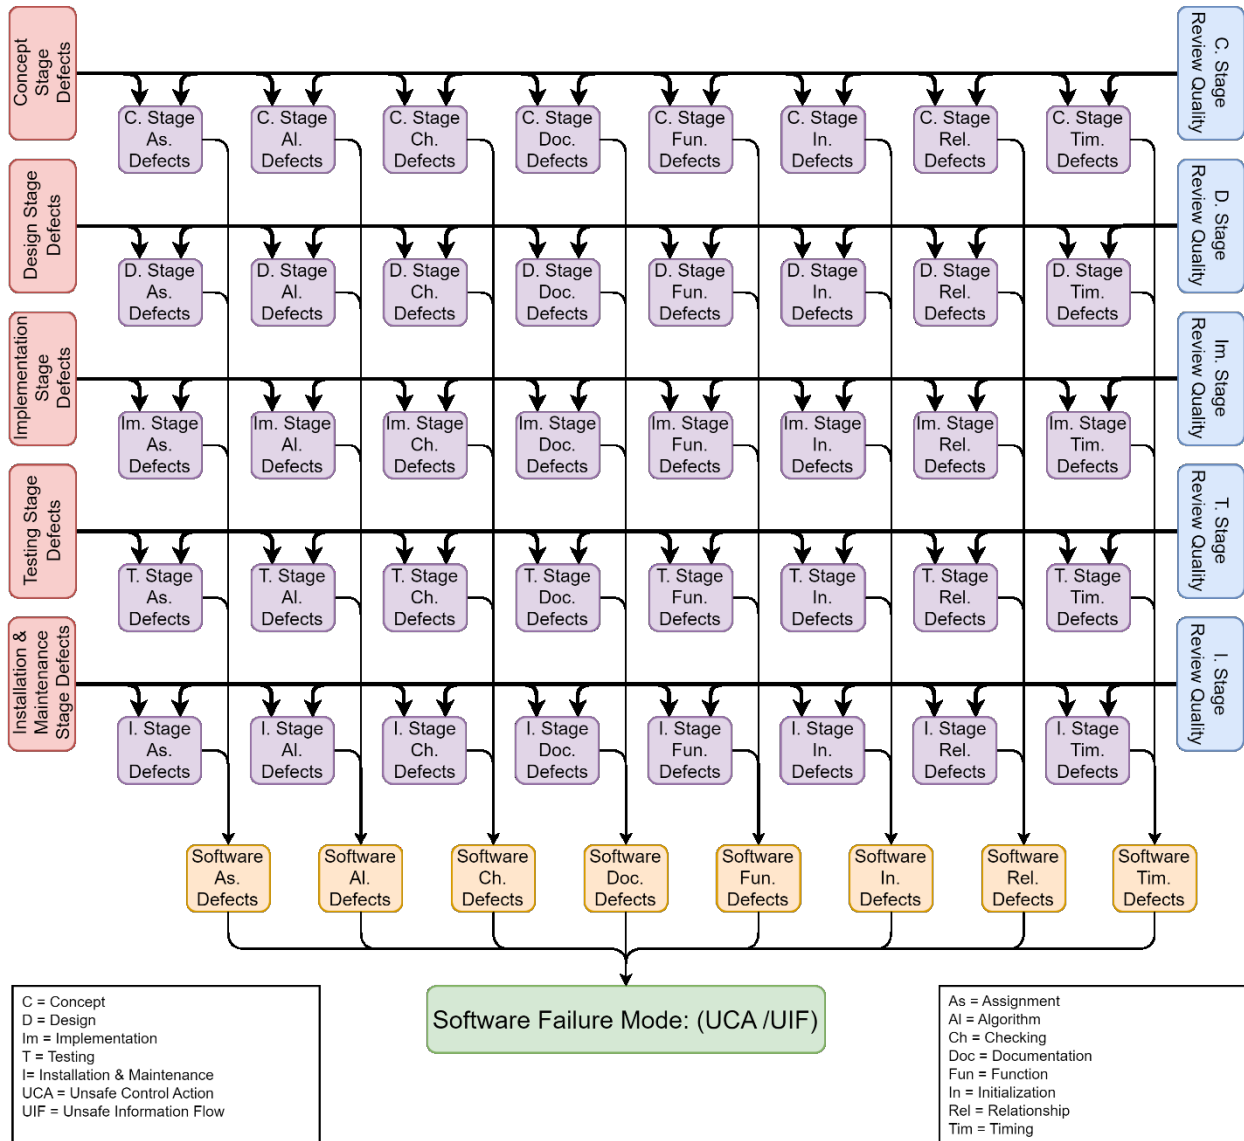 Concept
Stage
Defects
C. Stage
Review Quality
C. Stage
As.
Defects
C. Stage
Al.
Defects
C. Stage
Ch.
Defects
C. Stage
Doc.
Defects
C. Stage
Fun.
Defects
C. Stage
In.
Defects
C. Stage
Rel.
Defects
C. Stage
Tim.
Defects
Design Stage
Defects
D. Stage
Review Quality
D. Stage
As.
Defects
D. Stage
Al.
Defects
D. Stage
Ch.
Defects
D. Stage
Doc.
Defects
D. Stage
Fun.
Defects
D. Stage
In.
Defects
D. Stage
Rel.
Defects
D. Stage
Tim.
Defects
Implementation
Stage
Defects
Im. Stage
Review Quality
Im. Stage
As.
Defects
Im. Stage
Al.
Defects
Im. Stage
Ch.
Defects
Im. Stage
Doc.
Defects
Im. Stage
Fun.
Defects
Im. Stage
In.
Defects
Im. Stage
Rel.
Defects
Im. Stage
Tim.
Defects
Testing Stage
Defects
T. Stage
Review Quality
T. Stage
As.
Defects
T. Stage
Al.
Defects
T. Stage
Ch.
Defects
T. Stage
Doc.
Defects
T. Stage
Fun.
Defects
T. Stage
In.
Defects
T. Stage
Rel.
Defects
T. Stage
Tim.
Defects
Installation &
Maintenance
Stage Defects
I. Stage
Review Quality
I. Stage
As.
Defects
I. Stage
Al.
Defects
I. Stage
Ch.
Defects
I. Stage
Doc.
Defects
I. Stage
Fun.
Defects
I. Stage
In.
Defects
I. Stage
Rel.
Defects
I. Stage
Tim.
Defects
Software
As.
Defects
Software
Al.
Defects
Software
Ch.
Defects
Software
Doc.
Defects
Software
Fun.
Defects
Software
In.
Defects
Software
Rel.
Defects
Software
Tim.
Defects
Software Failure Mode: (UCA /UIF)
C = Concept
D = Design
Im = Implementation
T = Testing
I= Installation & Maintenance
UCA = Unsafe Control Action
UIF = Unsafe Information Flow
As = Assignment
Al = Algorithm
Ch = Checking
Doc = Documentation
Fun = Function
In = Initialization
Rel = Relationship
Tim = Timing